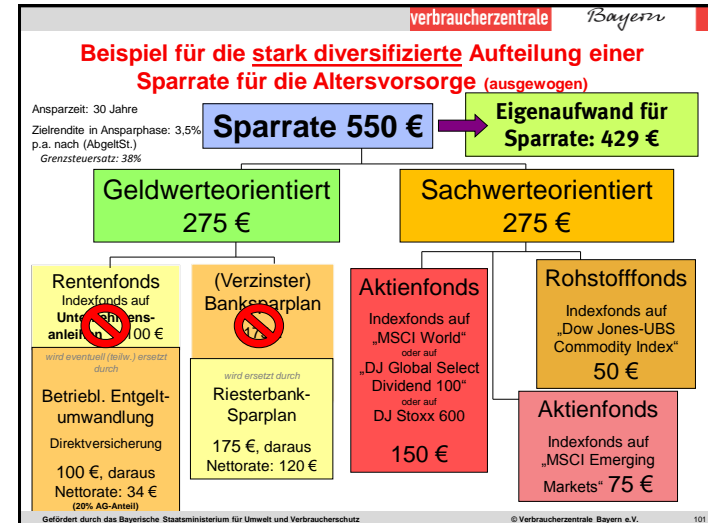 verbraucherzentrale Bayern
Beispiel für die stark diversifizierte Aufteilung einer
Sparrate für die Altersvorsorge (ausgewogen)
Ansparzeit: 30 Jahre
Zielrendite in Ansparphase: 3,5%
p.a. nach (AbgeltSt.)
Grenzsteuersatz: 38%
Sparrate 550 €
Eigenaufwand für
Sparrate: 429 €
Geldwerteorientiert
275 €
Sachwerteorientiert
275 €
Rentenfonds
Indexfonds auf
100 €
wird eventuell (teilw.) ersetzt
durch
Betriebl. Entgelt-
umwandlung
Direktversicherung
100 €, daraus
Nettorate: 34 €
(20% AG-Anteil)
(Verzinster)
Banksparplan
wird ersetzt durch
Riesterbank-
Sparplan
175 €, daraus
Nettorate: 120 €
Aktienfonds
Indexfonds auf
„MSCI World“
oder auf
„DJ Global Select
Dividend 100“
oder auf
DJ Stoxx 600
150 €
Rohstofffonds
Indexfonds auf
„Dow Jones-UBS
Commodity Index“
50 €
Aktienfonds
Indexfonds auf
„MSCI Emerging
Markets“ 75 €
Gefördert durch das Bayerische Staatsministerium für Umwelt und Verbraucherschutz
© Verbraucherzentrale Bayern e.V. 101